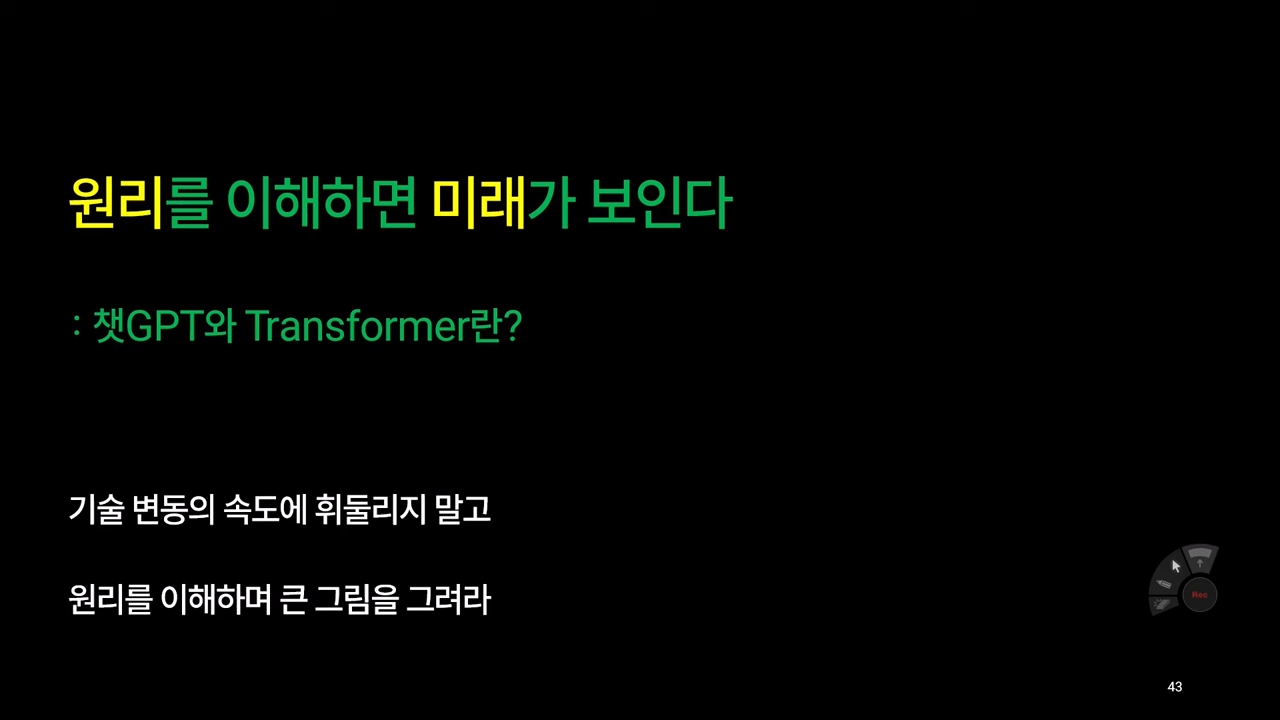 원리를 이해하면 미래가 보인다
: 챗GPT와 Transformer란?
기술 변동의 속도에 휘둘리지 말고
원리를 이해하며 큰 그림을 그려라
Rec
43